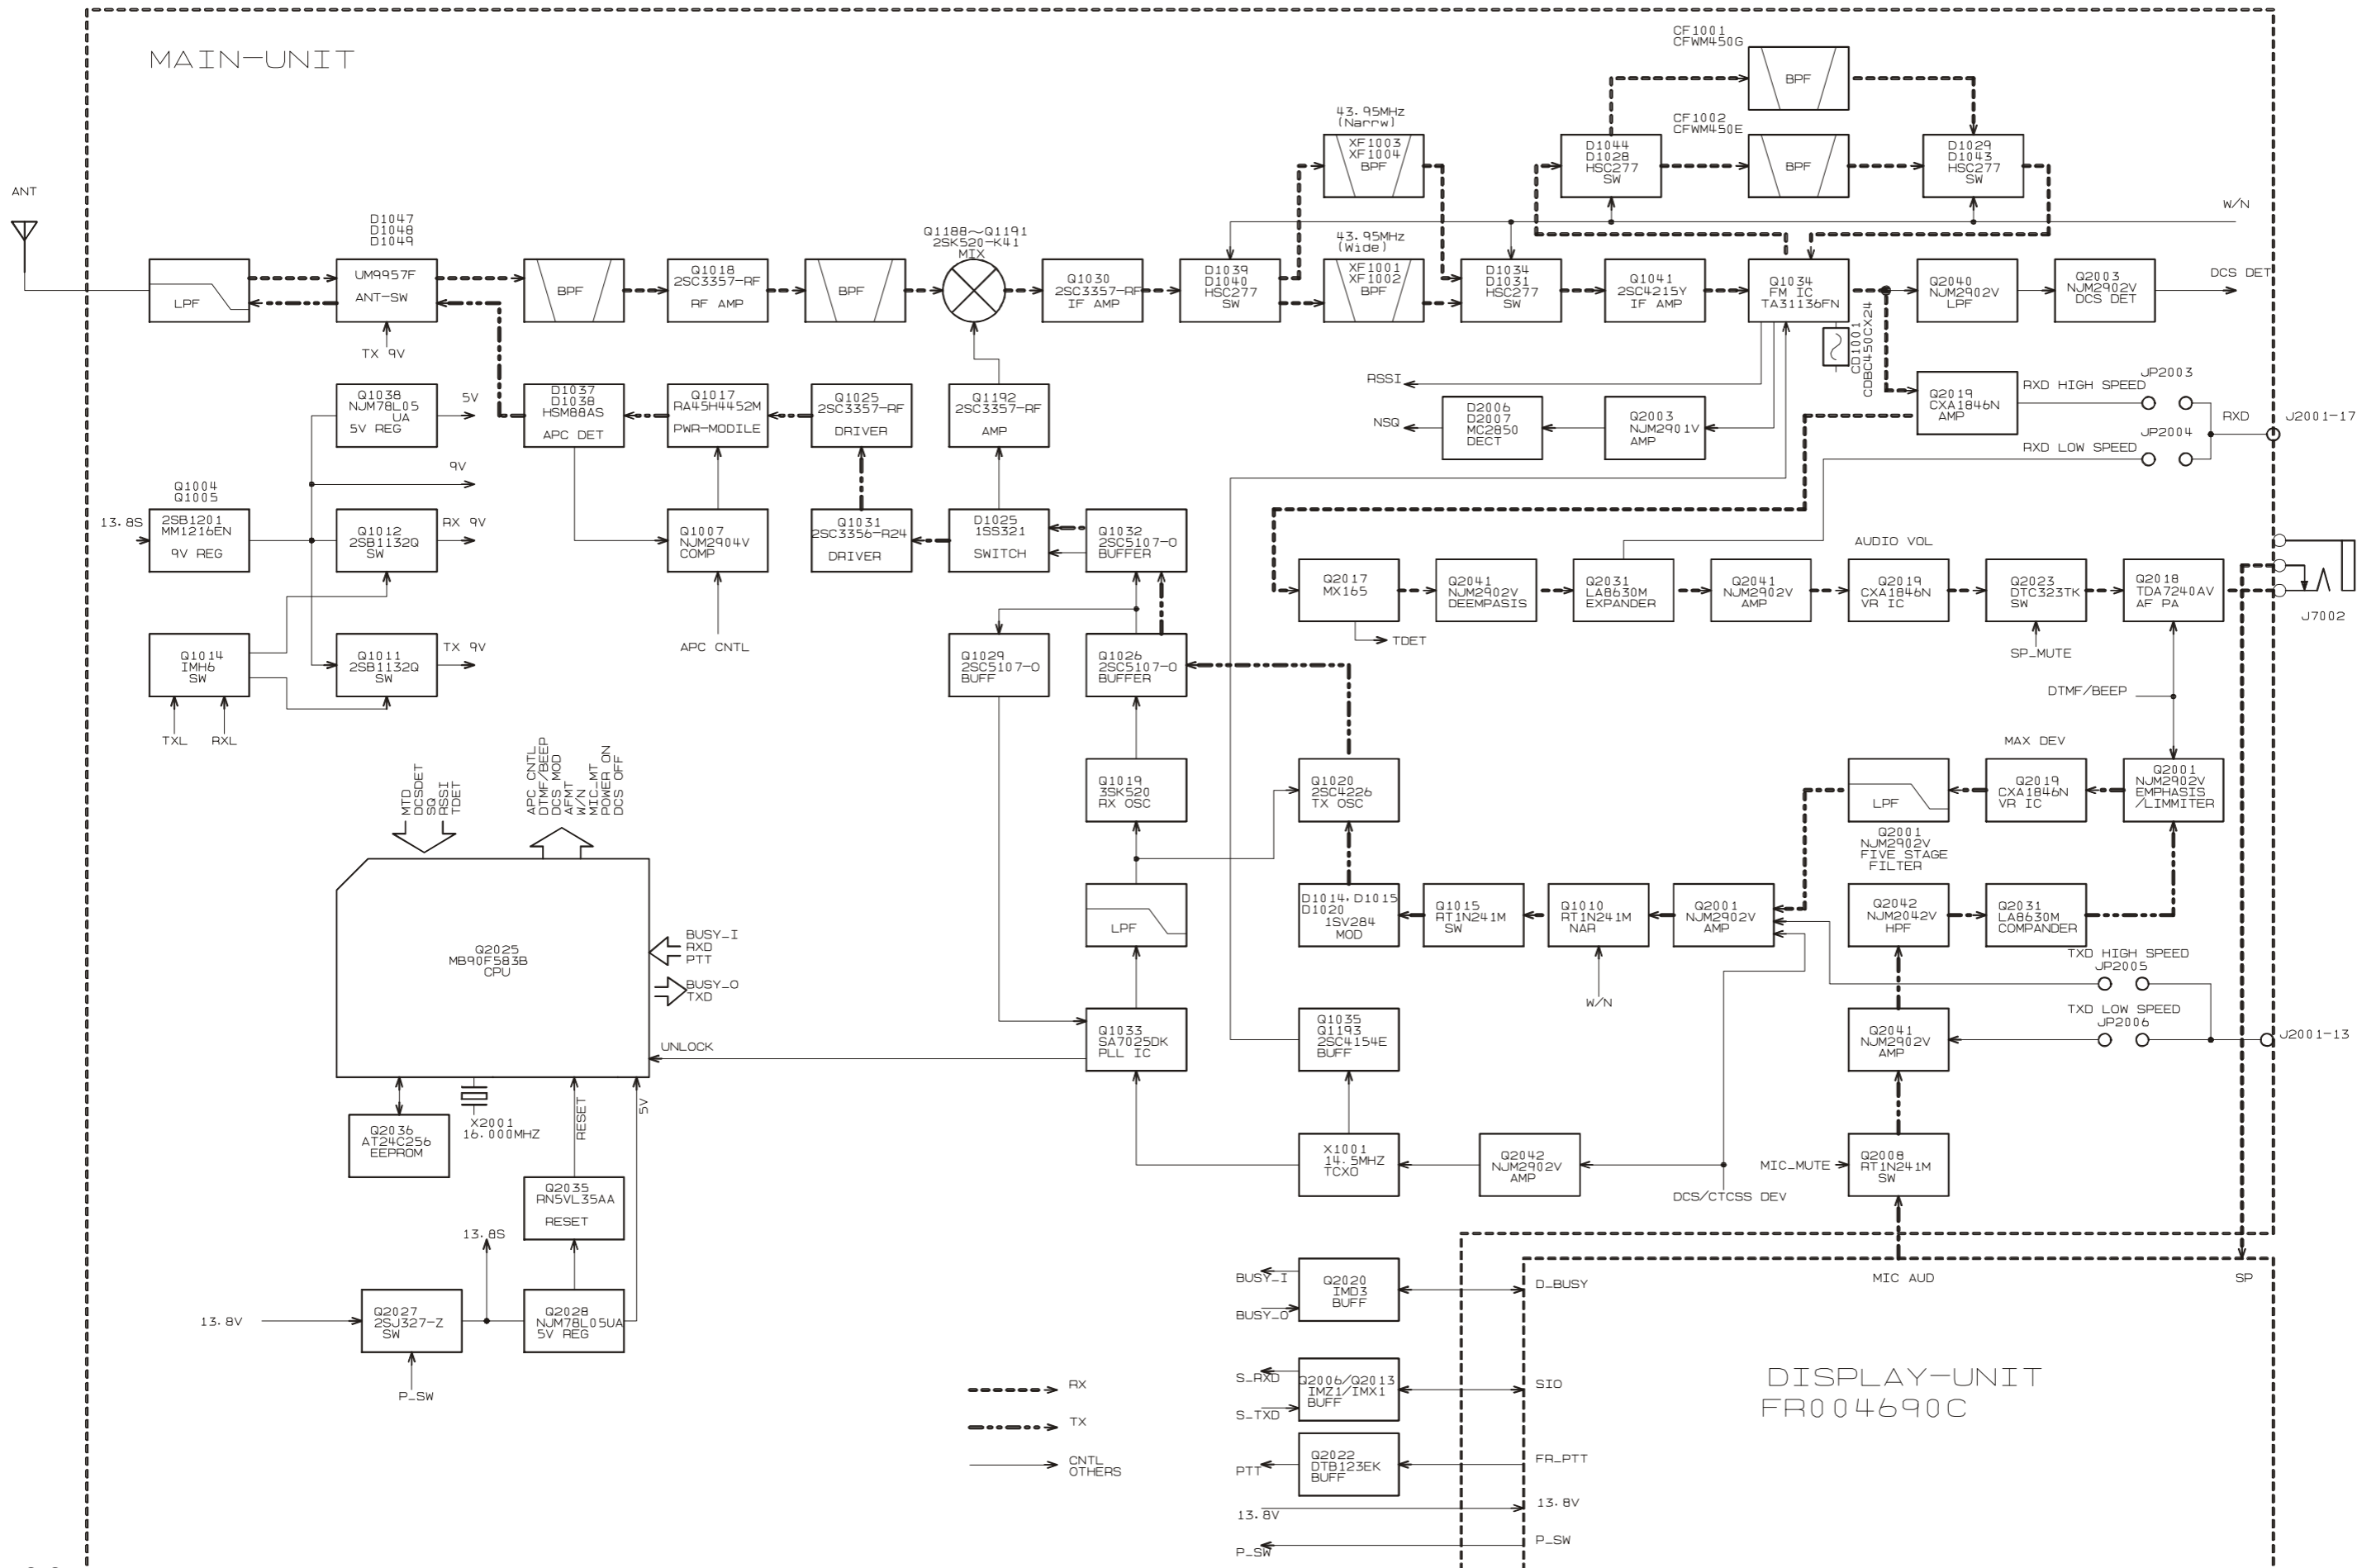 MAIN-UNIT
CF1001
CFWM450G
BPF
43.95MHz
(Narrw)
XF1003
XF1004
BPF
CF1002
CFWM450E
D1044
D1028
HSC277
SW
BPF
D1029
D1043
HSC277
SW
W/N
ANT
LPF
D1047
D1048
D1049
UM9957F
ANT-SW
TX 9V
BPF
Q1018
2SC3357-RF
RF AMP
BPF
Q1188~Q1191
2SK520-K41
MIX
Q1030
2SC3357-RF
IF AMP
D1039
D1040
HSC277
SW
43.95MHz
(Wide)
XF1001
XF1002
BPF
D1034
D1031
HSC277
SW
Q1041
2SC4215Y
IF AMP
Q1034
FM IC
TA31136FN
CD1001
CDBC450CX24
Q2040
NJM2902V
LPF
Q2003
NJM2902V
DCS DET
DCS DET
Q1038
NJM78L05
UA
5V REG
5V
9V
D1037
D1038
HSM88AS
APC DET
Q1017
RA45H4452M
PWR-MODILE
Q1025
2SC3357-RF
DRIVER
Q1192
2SC3357-RF
AMP
RSSI
NSQ
D2006
D2007
MC2850
DECT
Q2003
NJM2901V
AMP
Q2019
CXA1846N
AMP
RXD HIGH SPEED
JP2003
RXD
J2001-17
JP2004
RXD LOW SPEED
Q1004
Q1005
13.8S
2SB1201
MM1216EN
9V REG
Q1012
2SB1132Q
SW
RX 9V
Q1007
NJM2904V
COMP
APC CNTL
Q1031
2SC3356-R24
DRIVER
D1025
1SS321
SWITCH
Q1032
2SC5107-O
BUFFER
Q2017
MX165
TDET
Q2041
NJM2902V
DEEMPASIS
Q2031
LA8630M
EXPANDER
Q2041
NJM2902V
AMP
AUDIO VOL
Q2019
CXA1846N
VR IC
Q2023
DTC323TK
SW
SP_MUTE
Q2018
TDA7240AV
AF PA
J7002
DTMF/BEEP
Q1014
IMH6
SW
TXL
RXL
Q1011
2SB1132Q
SW
TX 9V
Q1029
2SC5107-O
BUFF
Q1026
2SC5107-O
BUFFER
MTD
DCSDET
SQ
RSSI
TDET
APC CNTL
DTMF/BEEP
DCS MOD
AFMT
W/N
MIC_MT
POWER ON
DCS OFF
Q1019
3SK520
RX OSC
Q1020
2SC4226
TX OSC
LPF
Q2001
NJM2902V
FIVE STAGE
FILTER
MAX DEV
Q2019
CXA1846N
VR IC
Q2001
NJM2902V
EMPHASIS
/LIMMITER
Q2025
MB90F583B
CPU
BUSY_I
RXD
PTT
BUSY_O
TXD
UNLOCK
LPF
D1014,D1015
D1020
1SV284
MOD
Q1015
RT1N241M
SW
Q1010
RT1N241M
NAR
W/N
Q2001
NJM2902V
AMP
Q2042
NJM2042V
HPF
Q2031
LA8630M
COMPANDER
TXD HIGH SPEED
JP2005
TXD LOW SPEED
JP2006
J2001-13
Q1033
SA7025DK
PLL IC
Q1035
Q1193
2SC4154E
BUFF
Q2041
NJM2902V
AMP
Q2036
AT24C256
EEPROM
X2001
16.000MHZ
RESET
5V
Q2035
RN5VL35AA
RESET
X1001
14.5MHZ
TCXO
Q2042
NJM2902V
AMP
DCS/CTCSS DEV
MIC_MUTE
Q2008
RT1N241M
SW
13.8S
13.8V
Q2027
2SJ327-Z
SW
P_SW
Q2028
NJM78L05UA
5V REG
MIC AUD
SP
BUSY_I
BUSY_O
Q2020
IMD3
BUFF
D_BUSY
RX
TX
CNTL
OTHERS
S_RXD
S_TXD
Q2006/Q2013
IMZ1/IMX1
BUFF
SIO
DISPLAY-UNIT
FR004690C
PTT
Q2022
DTB123EK
BUFF
FR_PTT
13.8V
13.8V
P_SW
P_SW